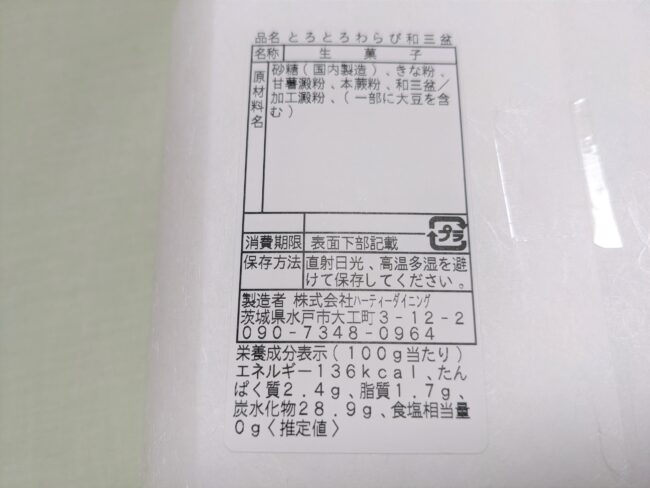 品名 とろとろわらび和三盆
名称 生菓子
原材料名
砂糖(国内製造)、きな粉、
甘薯澱粉、本蕨粉、和三盆/
加工澱粉、(一部に大豆を含
む)
プラ
消費期限 表面下部記載
保存方法 直射日光、高温多湿を避
けて保存してください。
製造者 株式会社ハーティーダイニング
茨城県水戸市大工町3-12-2
090-7348-0964
栄養成分表示(100g当たり)
エネルギー136kcal、たん
ぱく質2.4g、脂質1.7g、
炭水化物28.9g、食塩相当量
0g<推定値>